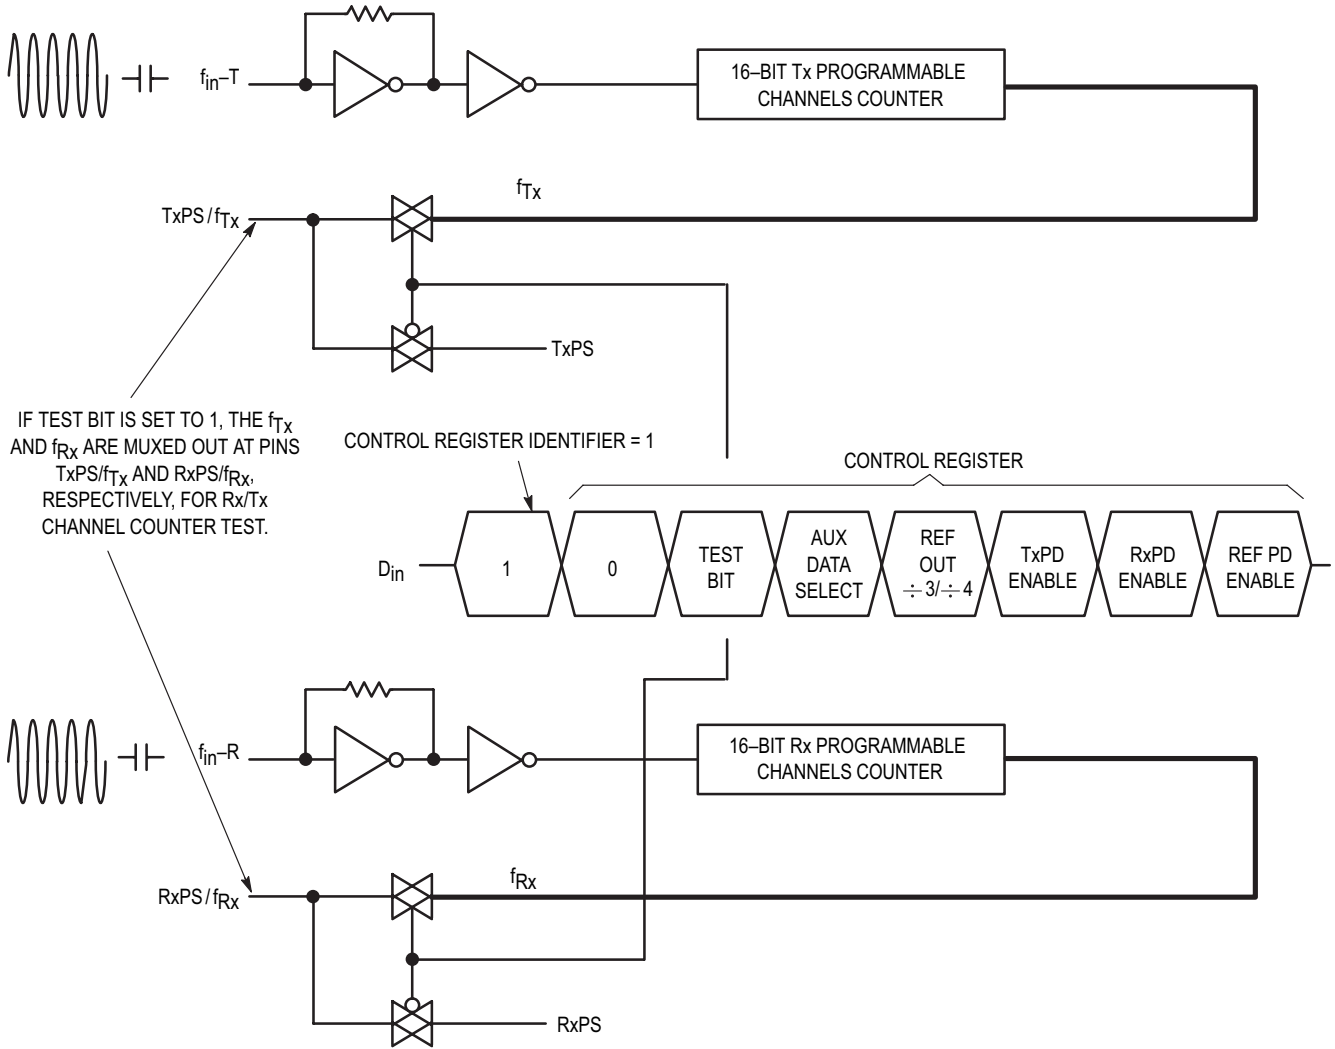 fin–T
16–BIT Tx PROGRAMMABLE
CHANNELS COUNTER
TxPS/fTx
fTx
TxPS
IF TEST BIT IS SET TO 1, THE fTx
AND fRx ARE MUXED OUT AT PINS
TxPS/fTx AND RxPS/fRx,
RESPECTIVELY, FOR Rx/Tx
CHANNEL COUNTER TEST.
CONTROL REGISTER IDENTIFIER = 1
CONTROL REGISTER
Din
1
0
TEST
BIT
AUX
DATA
SELECT
REF
OUT
÷3/÷4
TxPD
ENABLE
RxPD
ENABLE
REF PD
ENABLE
fin–R
16–BIT Rx PROGRAMMABLE
CHANNELS COUNTER
RxPS/fRx
fRx
RxPS